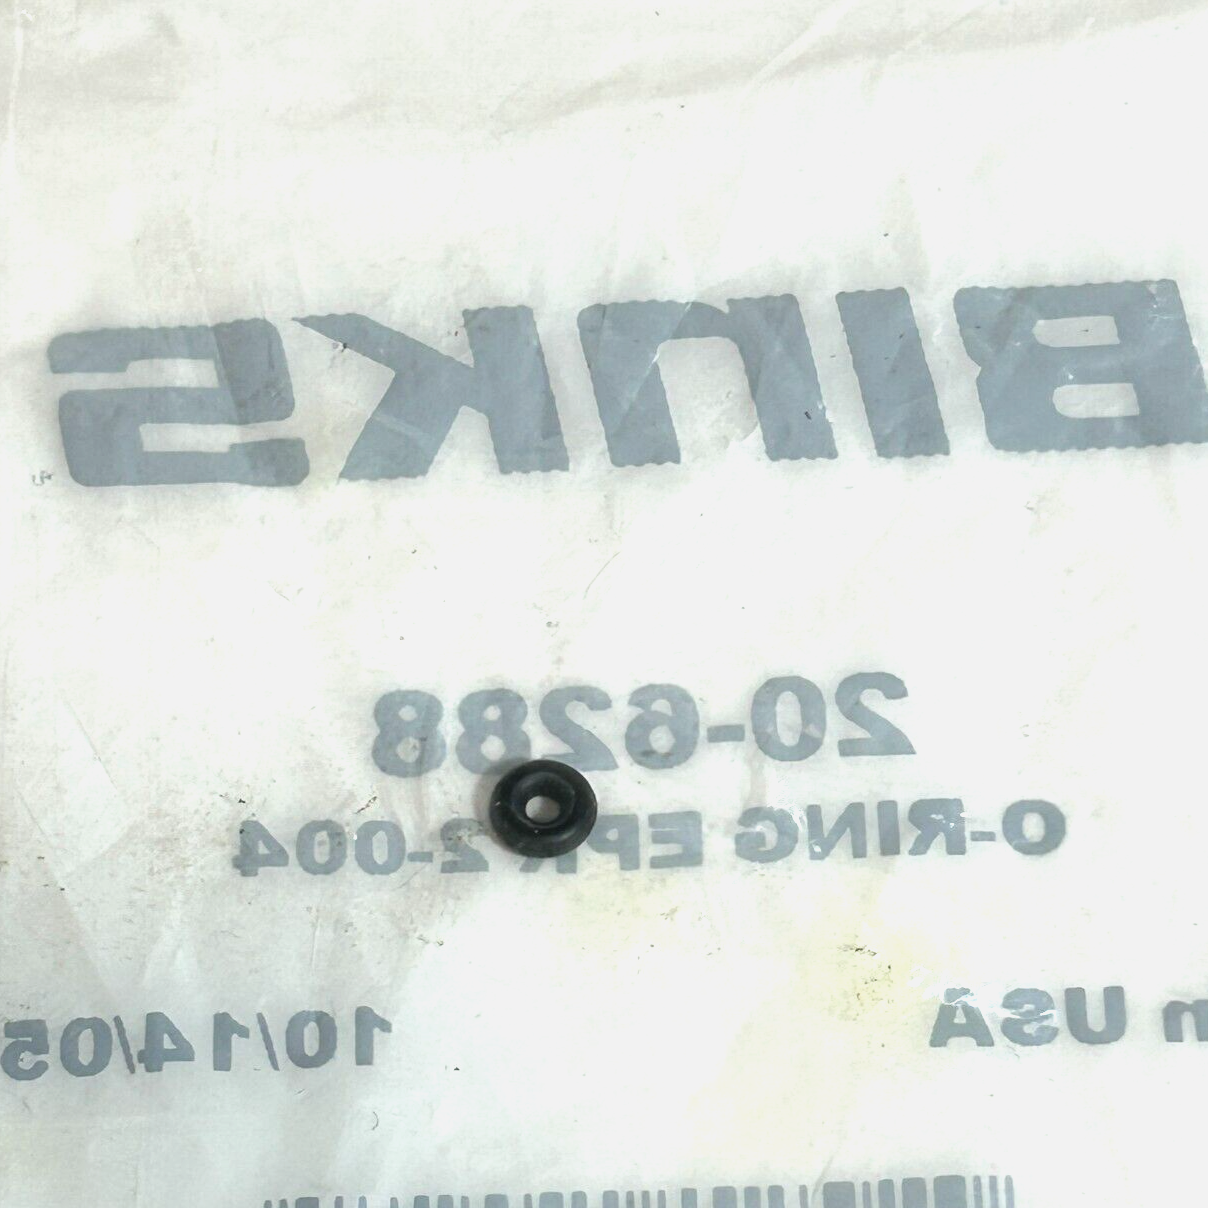 BINKS
20-6288
O-RING EPR 2-004
n USA 10/14/05